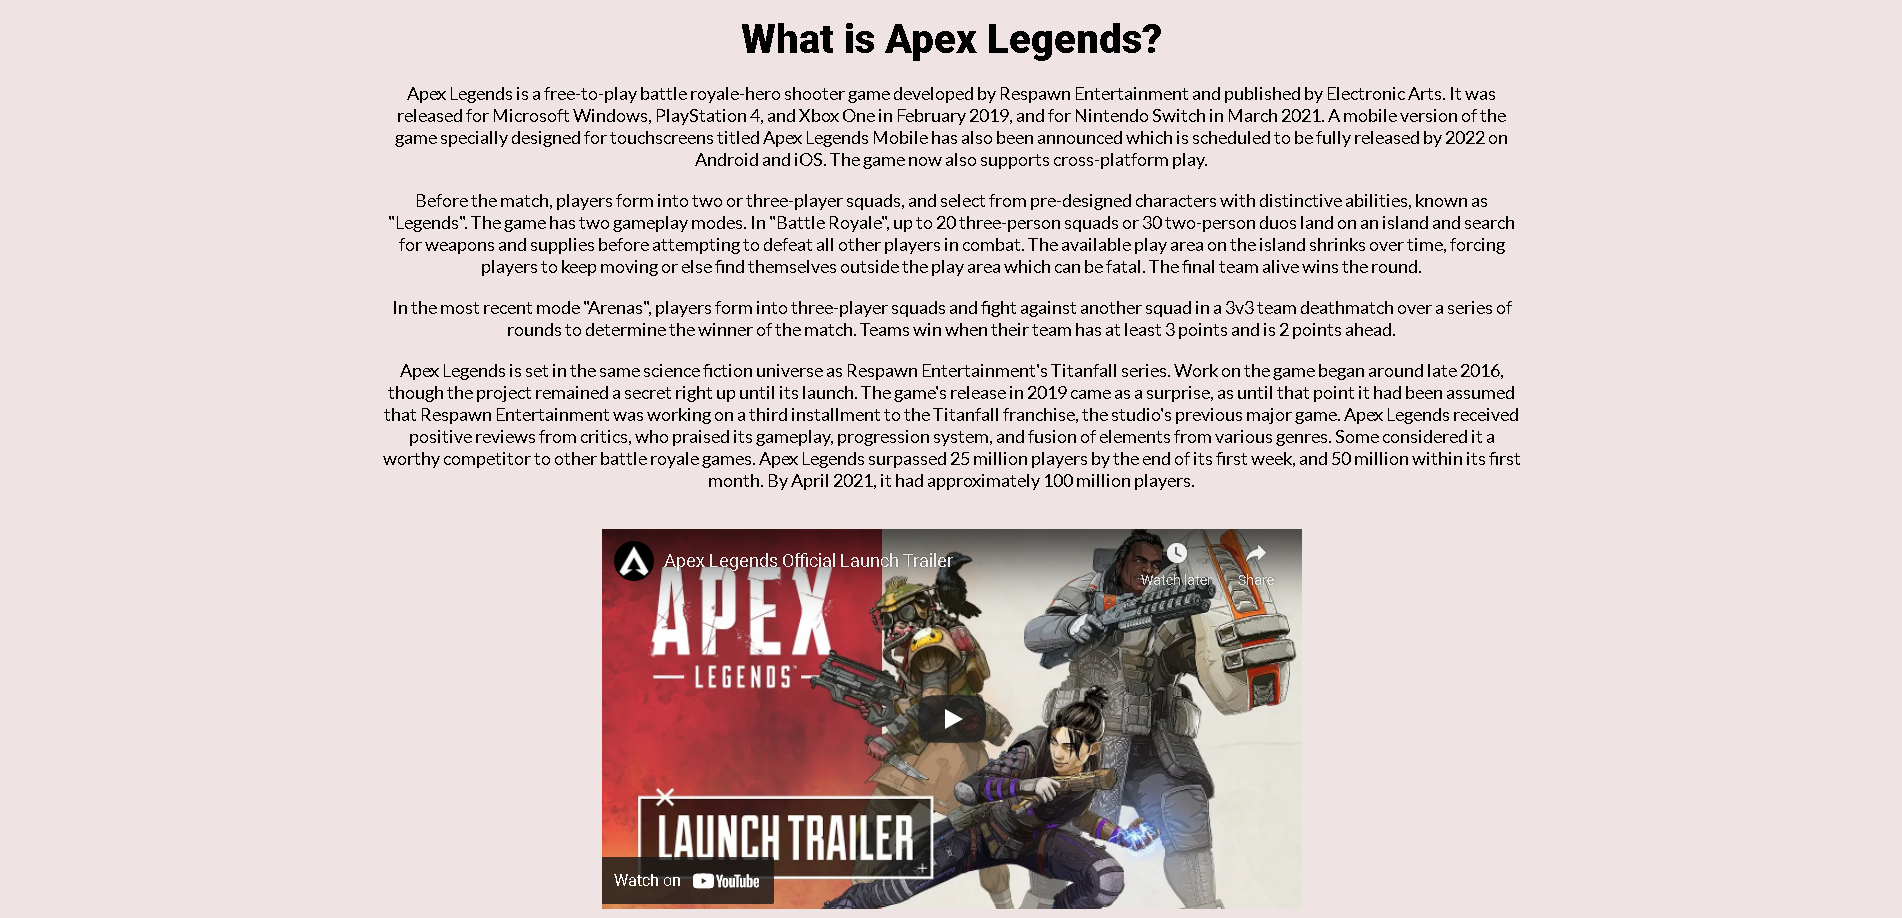 What is Apex Legends?
Apex Legends is a free-to-play battle royale-hero shooter game developed by Respawn Entertainment and published by Electronic Arts. It was
released for Microsoft Windows, PlayStation 4, and Xbox One in February 2019, and for Nintendo Switch in March 2021. A mobile version of the
game specially designed for touchscreens titled Apex Legends Mobile has also been announced which is scheduled to be fully released by 2022 on
Android and iOS. The game now also supports cross-platform play.
Before the match, players form into two or three-player squads, and select from pre-designed characters with distinctive abilities, known as
"Legends". The game has two gameplay modes. In "Battle Royale", up to 20 three-person squads or 30 two-person duos land on an island and search
for weapons and supplies before attempting to defeat all other players in combat. The available play area on the island shrinks over time, forcing
players to keep moving or else find themselves outside the play area which can be fatal. The final team alive wins the round.
In the most recent mode "Arenas", players form into three-player squads and fight against another squad in a 3v3 team deathmatch over a series of
rounds to determine the winner of the match. Teams win when their team has at least 3 points and is 2 points ahead.
Apex Legends is set in the same science fiction universe as Respawn Entertainment's Titanfall series. Work on the game began around late 2016,
though the project remained a secret right up until its launch. The game's release in 2019 came as a surprise, as until that point it had been assumed
that Respawn Entertainment was working on a third installment to the Titanfall franchise, the studio's previous major game. Apex Legends received
positive reviews from critics, who praised its gameplay, progression system, and fusion of elements from various genres. Some considered it a
worthy competitor to other battle royale games. Apex Legends surpassed 25 million players by the end of its first week, and 50 million within its first
month. By April 2021, it had approximately 100 million players.
Apex Legends Official Launch Trailer
Watch later
Share
APEX
LEGENDS™
LAUNCH TRAILER
Watch on YouTube